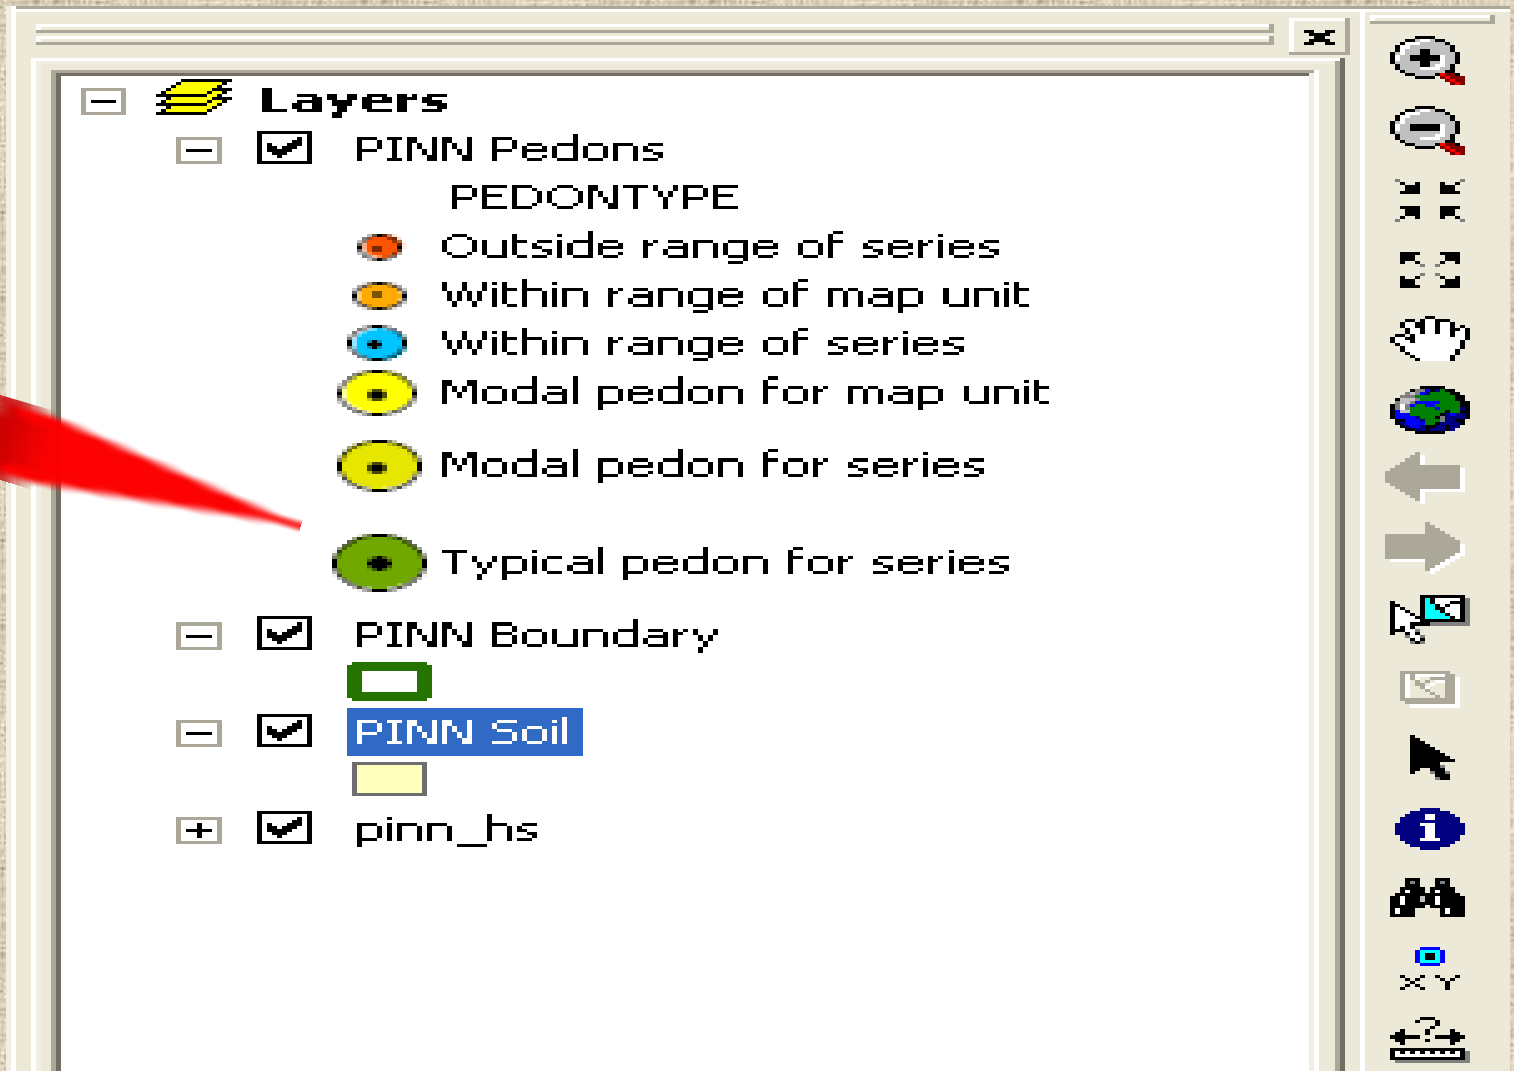 Layers
PINN Pedons
PEDONTYPE
Outside range of series
Within range of map unit
Within range of series
Modal pedon for map unit
Modal pedon for series
Typical pedon for series
PINN Boundary
PINN Soil
pinn_hs
X Y